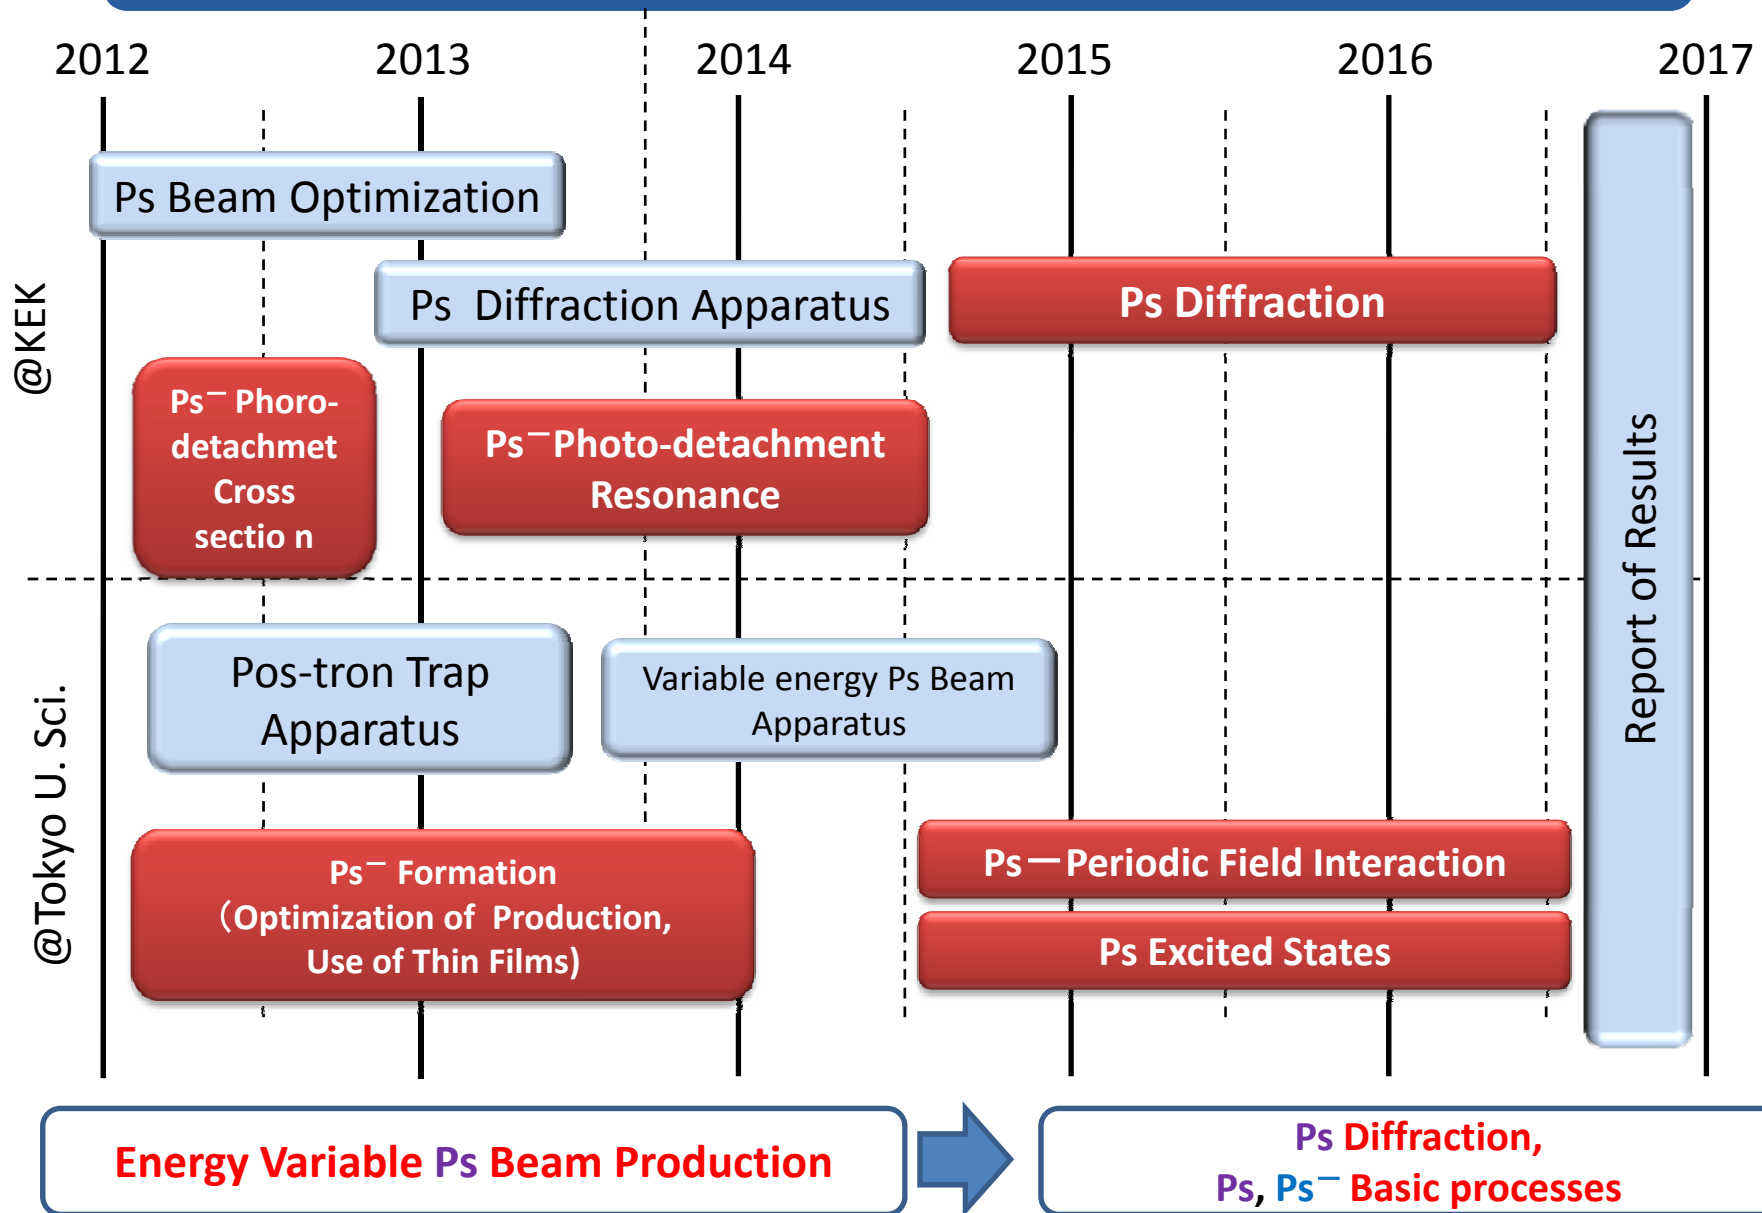 2012 2013 2014 2015 2016 2017
Ps Beam Optimization
Ps Diffraction Apparatus
Ps Diffraction
@KEK
Ps⁻ Phoro-
detachmet
Cross
sectio n
Ps⁻Photo-detachment
Resonance
Report of Results
@Tokyo U. Sci.
Pos-tron Trap
Apparatus
Variable energy Ps Beam
Apparatus
Ps⁻ Formation
(Optimization of Production,
Use of Thin Films)
Ps—Periodic Field Interaction
Ps Excited States
Energy Variable Ps Beam Production
Ps Diffraction,
Ps, Ps⁻ Basic processes